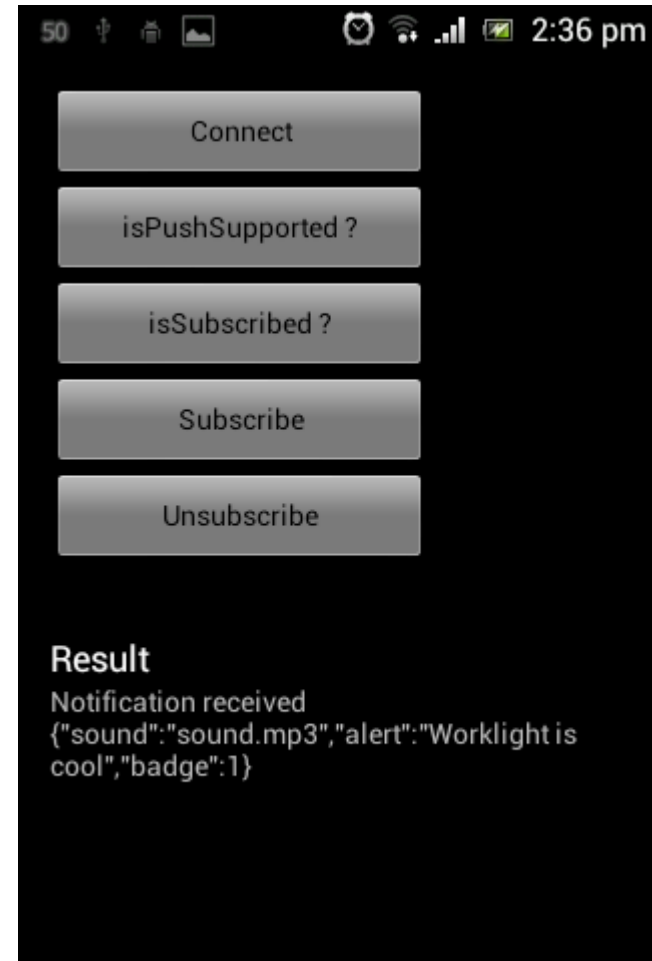 50 2:36 pm
Connect
isPushSupported ?
isSubscribed ?
Subscribe
Unsubscribe
Result
Notification received
{"sound":"sound.mp3","alert":"Worklight is
cool","badge":1}